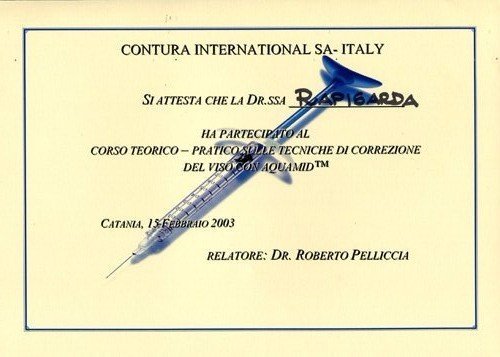 CONTURA INTERNATIONAL SA- ITALY
SI ATTESTA CHE LA DR.SSA RAPISARDA
HA PARTECIPATO AL
CORSO TEORICO – PRATICO SULLE TECNICHE DI CORREZIONE
DEL VISO CON AQUAMID™
CATANIA, 15 FEBBRAIO 2003
RELATORE: DR. ROBERTO PELLICCIA